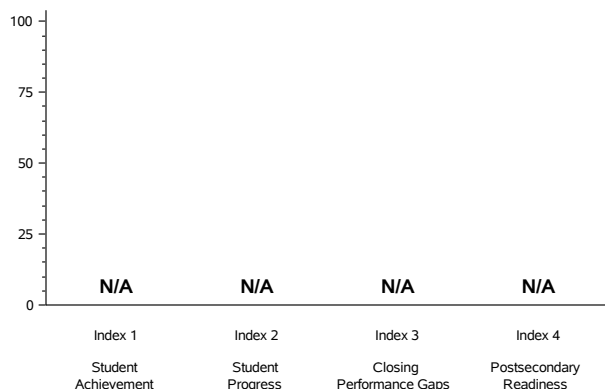 100
75
50
25
0
N/A N/A N/A N/A
Index 1 Index 2 Index 3 Index 4
Student Student Closing Postsecondary
Achievement Progress Performance Gaps Readiness